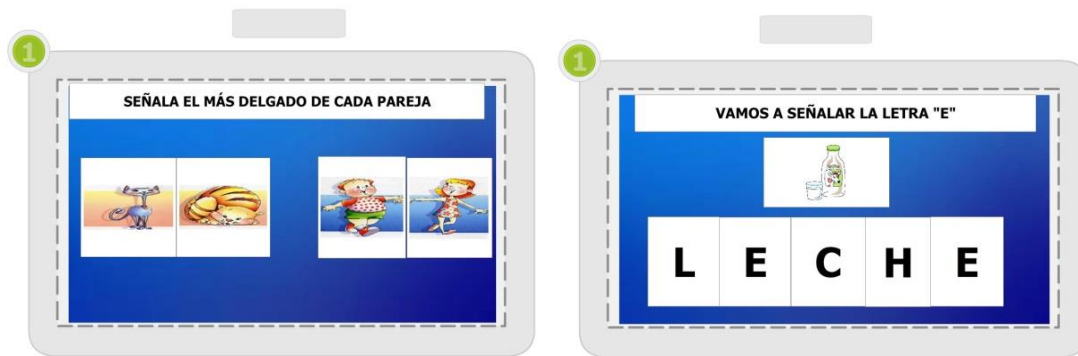 1
SEÑALA EL MÁS DELGADO DE CADA PAREJA
1
VAMOS A SEÑALAR LA LETRA "E"
L E C H E